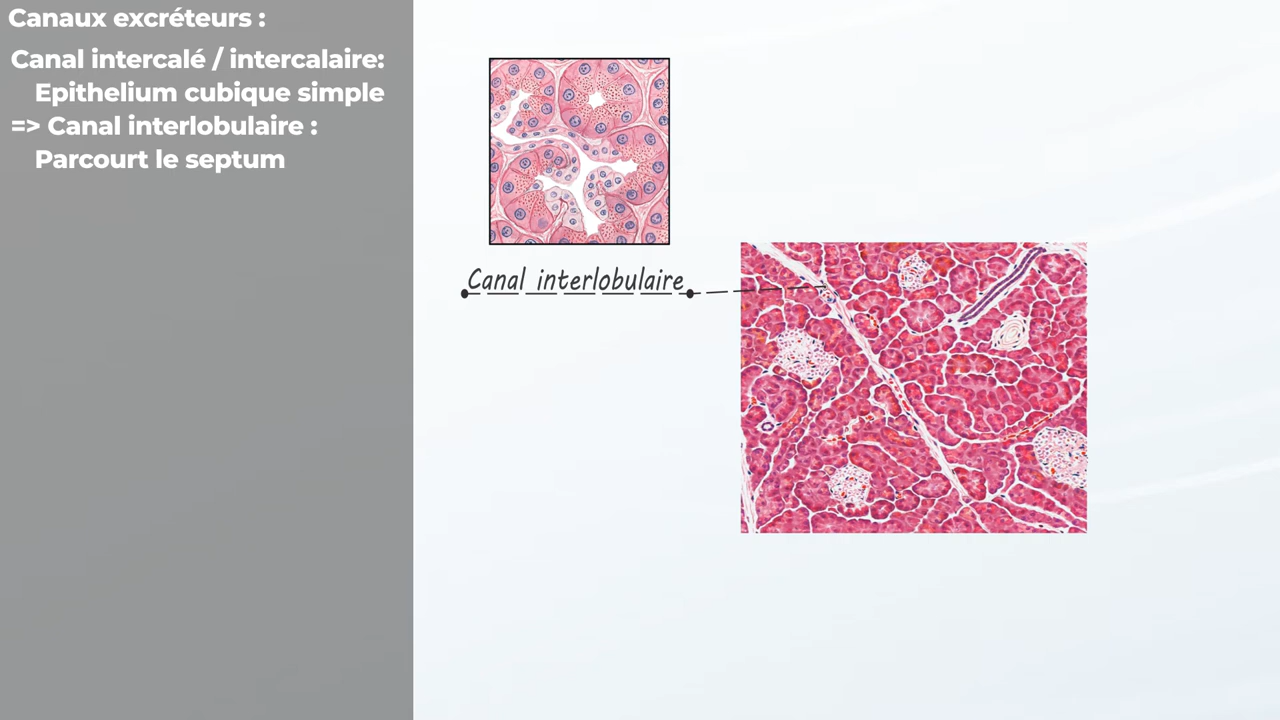 Canaux excréteurs :
Canal intercalé / intercalaire:
Epithelium cubique simple
=> Canal interlobulaire :
Parcourt le septum
Canal interlobulaire